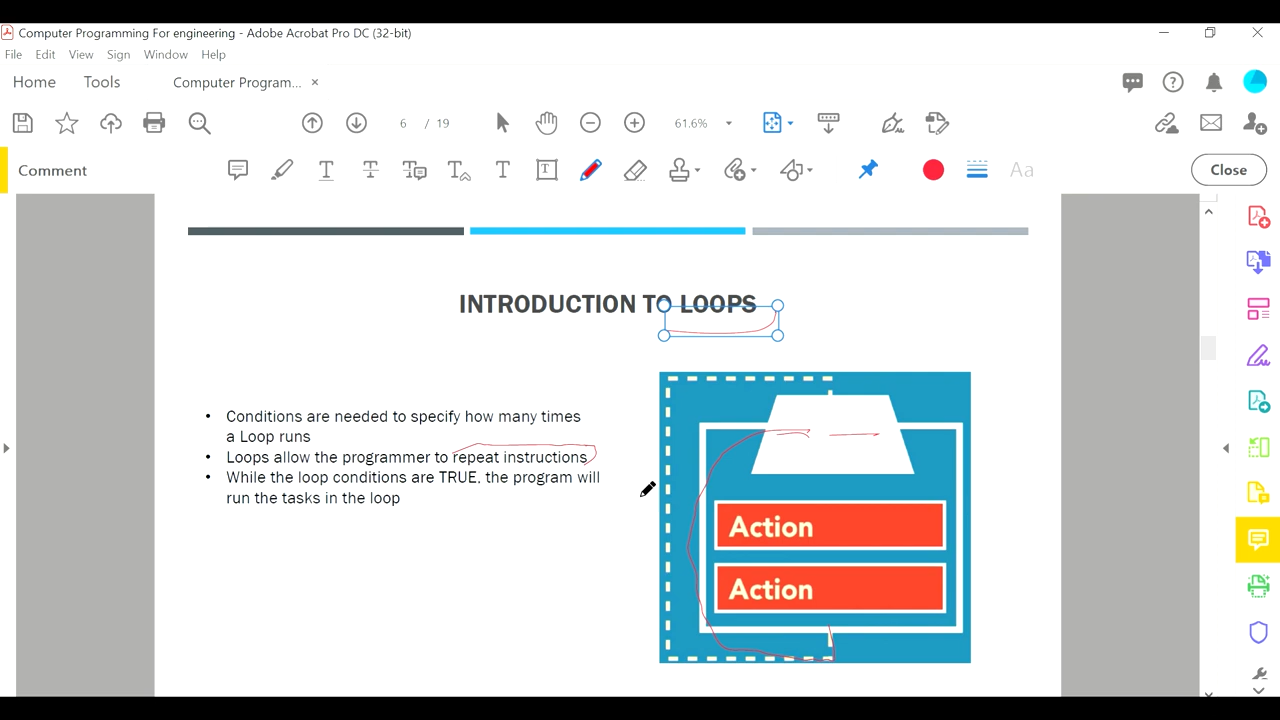 Computer Programming For engineering - Adobe Acrobat Pro DC (32-bit)
File Edit View Sign Window Help
Home Tools Computer Program... ×
6 / 19 61.6%
Comment T T T T T T Aa Close
INTRODUCTION TO LOOPS
• Conditions are needed to specify how many times
a Loop runs
• Loops allow the programmer to repeat instructions
• While the loop conditions are TRUE, the program will
run the tasks in the loop
Action
Action